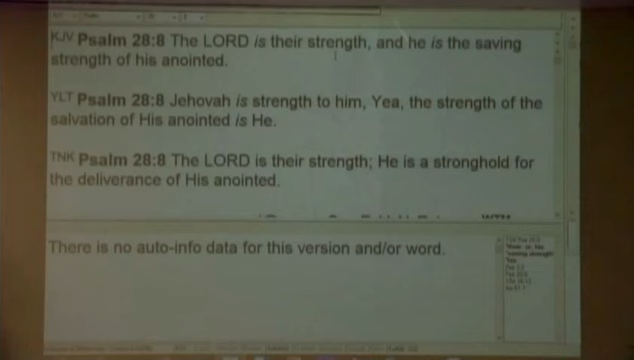 KJV Psalm 28:8 The LORD is their strength, and he is the saving
strength of his anointed.
YLT Psalm 28:8 Jehovah is strength to him, Yea, the strength of the
salvation of His anointed is He.
TNK Psalm 28:8 The LORD is their strength; He is a stronghold for
the deliverance of His anointed.
There is no auto-info data for this version and/or word.